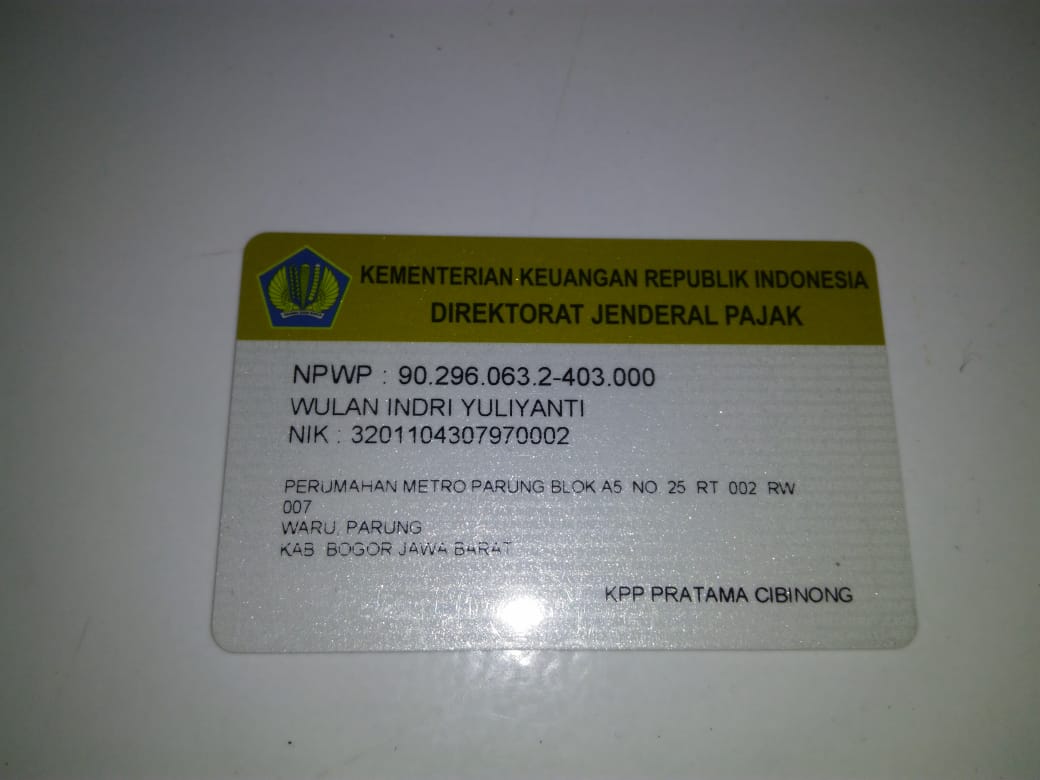 KEMENTERIAN KEUANGAN REPUBLIK INDONESIA
DIREKTORAT JENDERAL PAJAK
NPWP : 90.296.063.2-403.000
WULAN INDRI YULIYANTI
NIK : 3201104307970002
PERUMAHAN METRO PARUNG BLOK A5 NO. 25 RT 002 RW
007
WARU, PARUNG
KAB. BOGOR JAWA BARAT
KPP PRATAMA CIBINONG